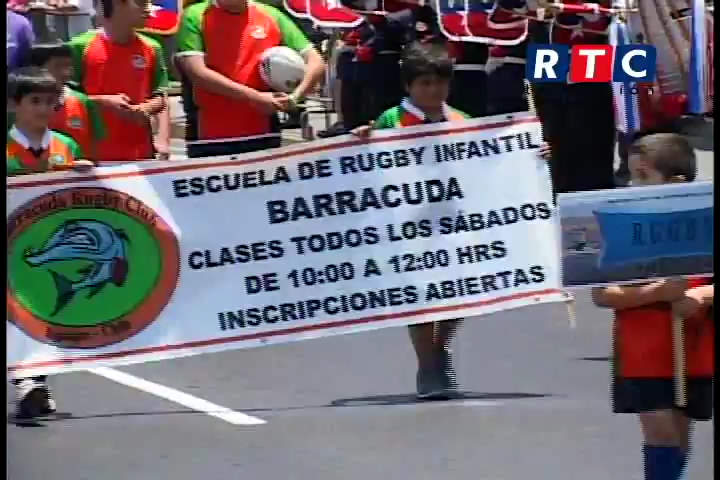 RTC
ESCUELA DE RUGBY INFANTIL
BARRACUDA
CLASES TODOS LOS SÁBADOS
DE 10:00 A 12:00 HRS
INSCRIPCIONES ABIERTAS
Barracuda Rugby Club